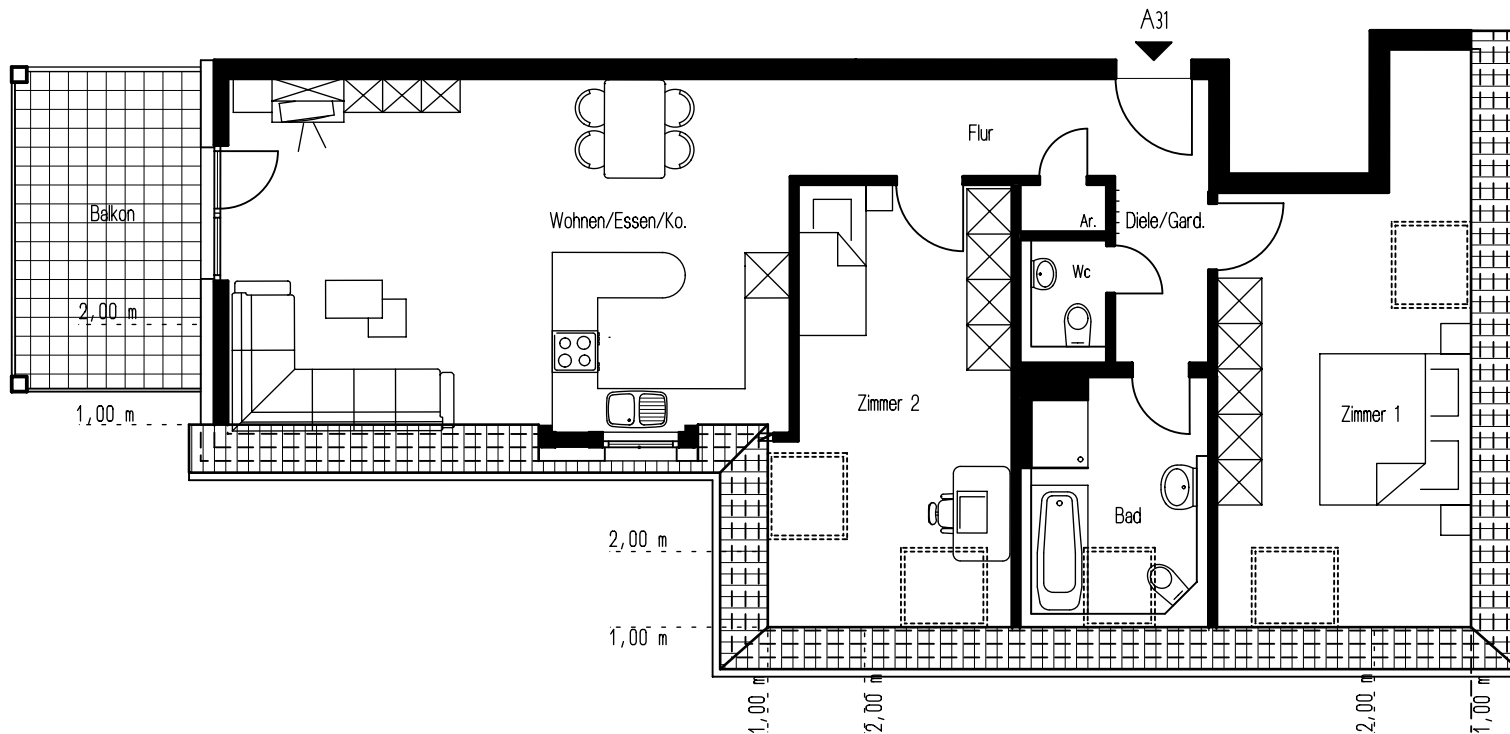 A31
Flur
Balkon
Wohnen/Essen/Ko.
Ar.
Diele/Gard.
Wc
2,00 m
1,00 m
Zimmer 2
Zimmer 1
Bad
2,00 m
1,00 m
1,00 m
2,00 m
2,00 m
1,00 m